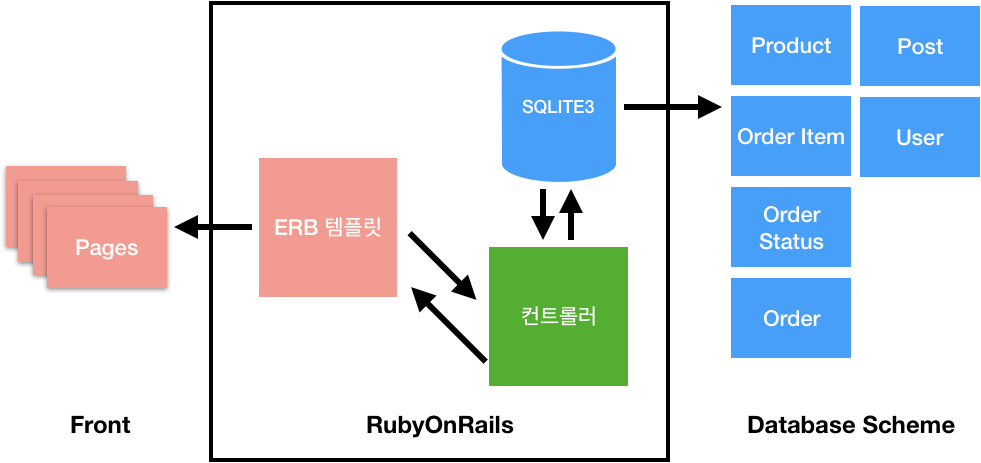 Pages
Front
ERB 템플릿
SQLITE3
컨트롤러
RubyOnRails
Product
Post
Order Item
User
Order
Status
Order
Database Scheme